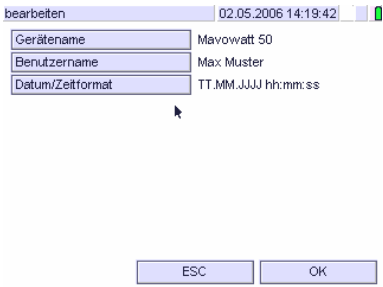 bearbeiten 02.05.2006 14:19:42
Gerätename Mavowatt 50
Benutzername Max Muster
Datum/Zeitformat TT.MM.JJJJ hh:mm:ss
ESC OK